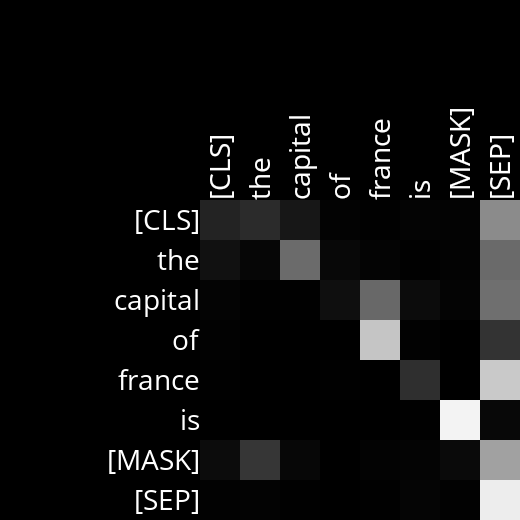 [CLS] the capital of france is [MASK] [SEP]
[CLS]
the
capital
of
france
is
[MASK]
[SEP]